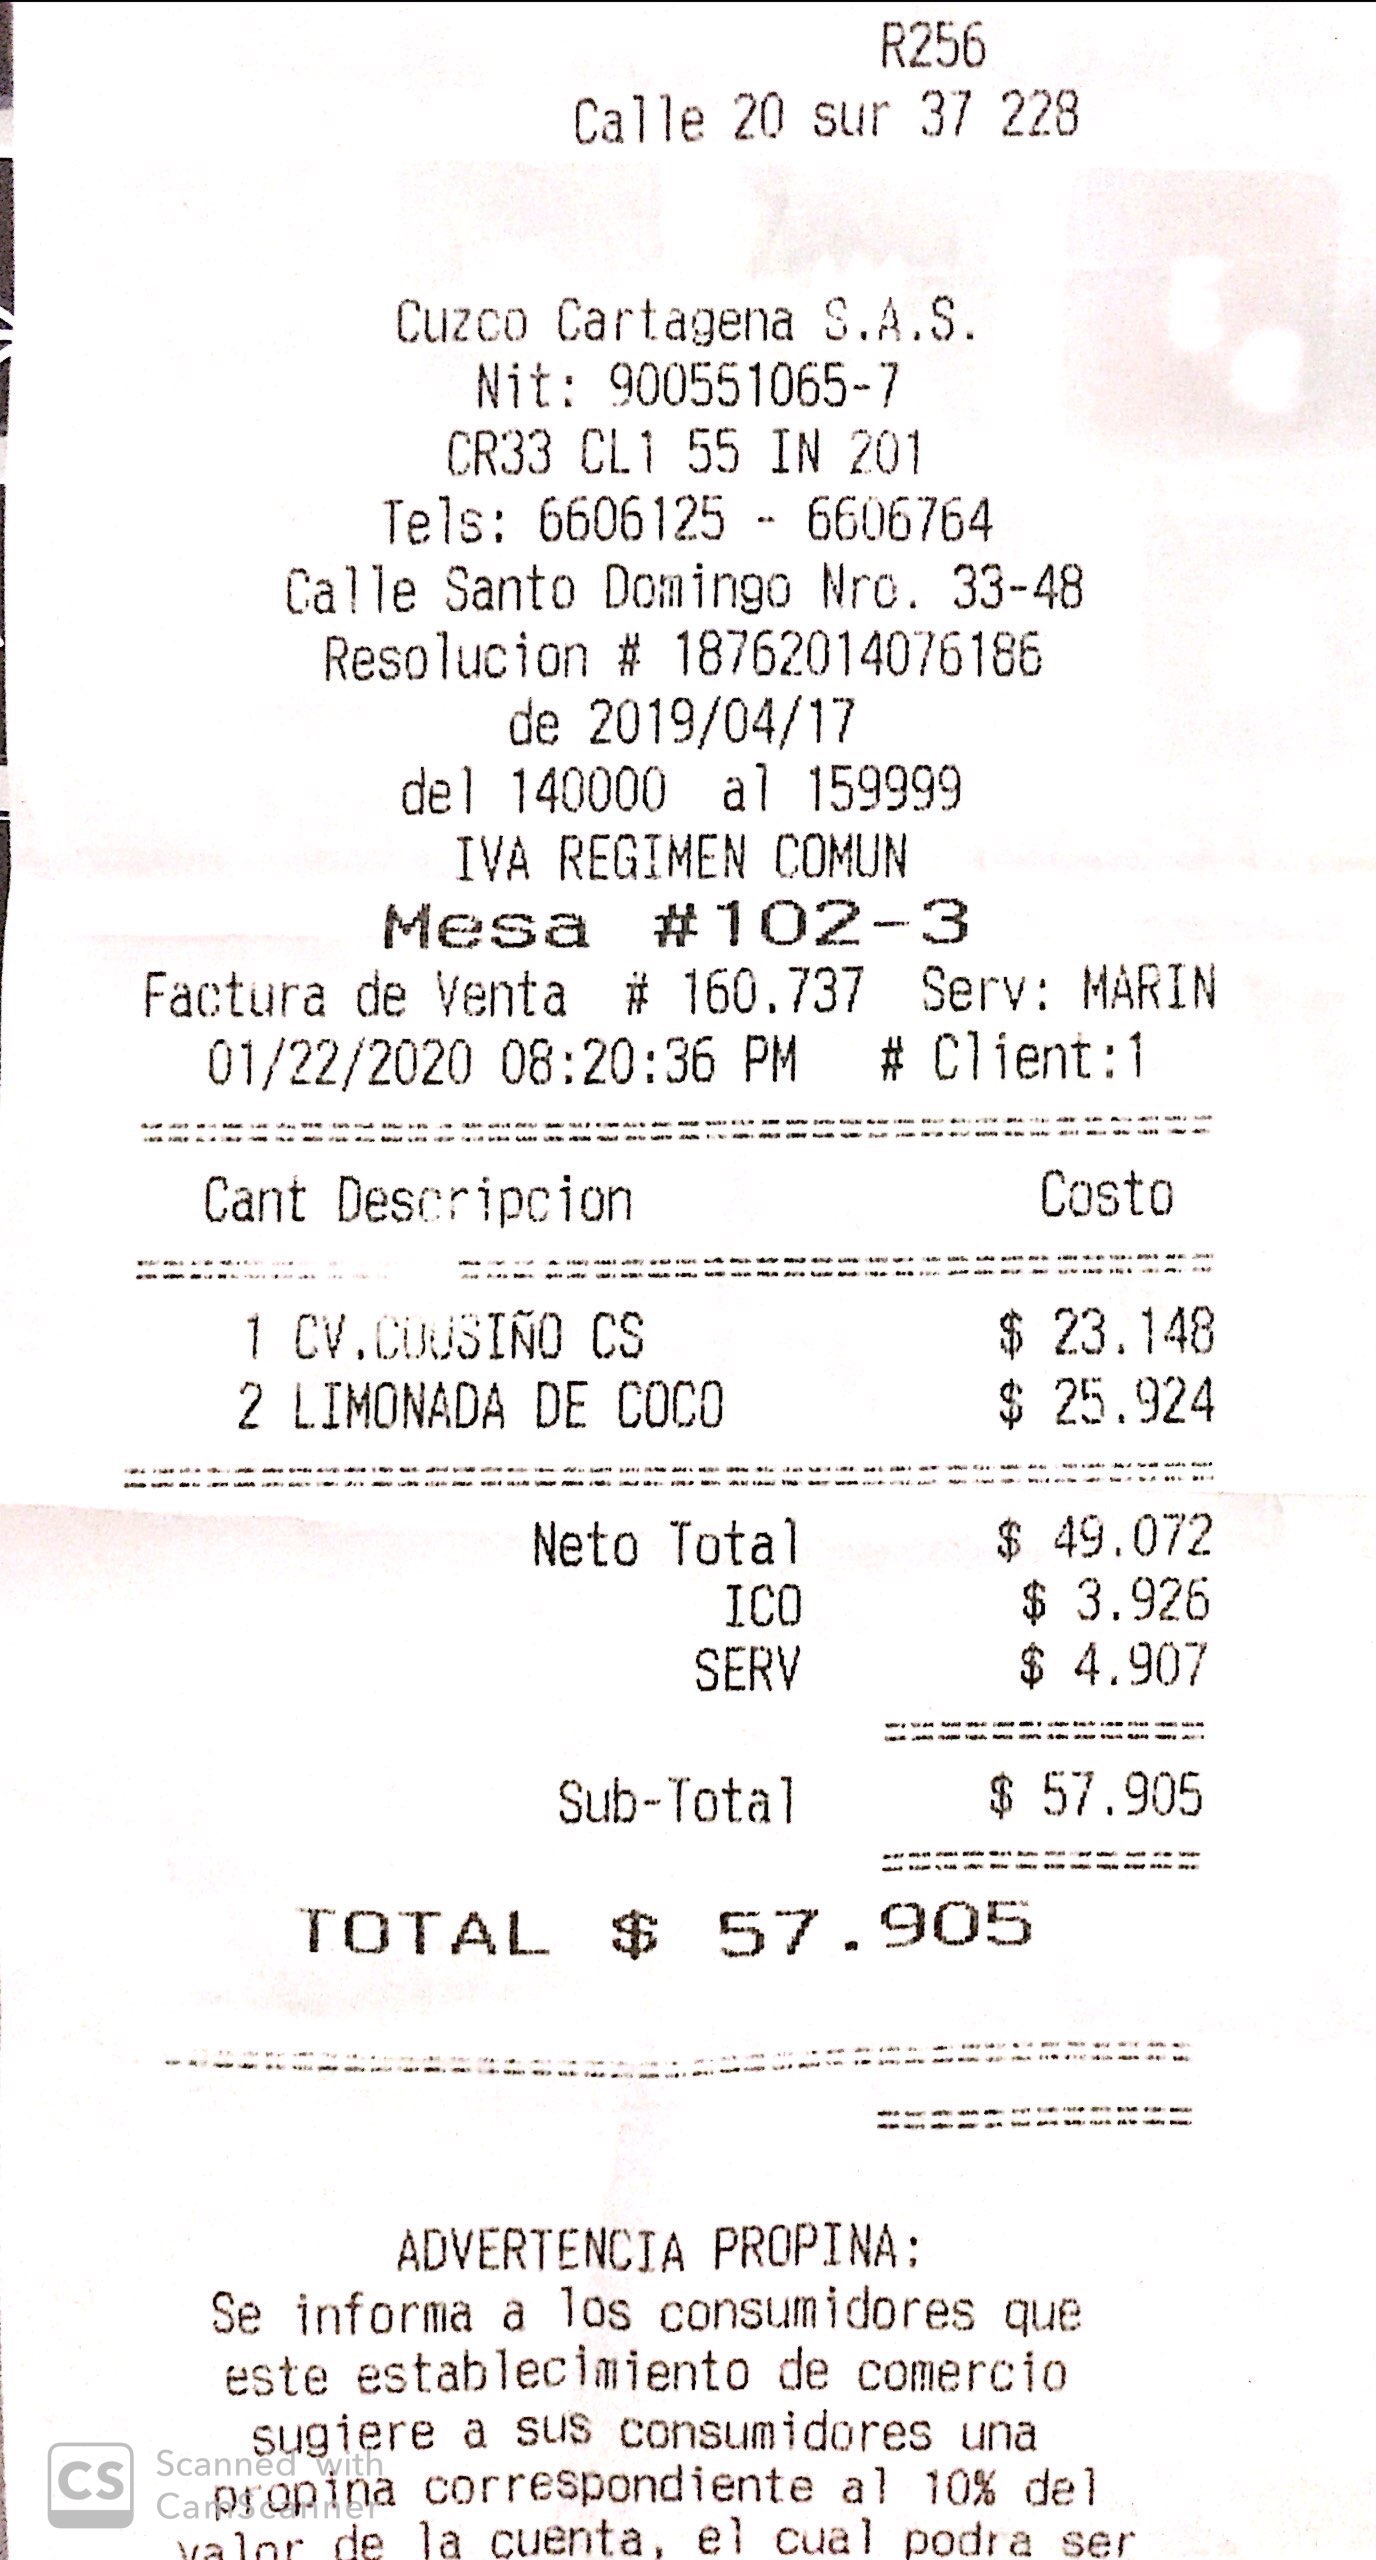 R256
Calle 20 sur 37 228
Cuzco Cartagena S.A.S.
Nit: 900551065-7
CR33 CL1 55 IN 201
Tels: 6606125 - 6606764
Calle Santo Domingo Nro. 33-48
Resolucion # 18762014076186
de 2019/04/17
del 140000 al 159999
IVA REGIMEN COMUN
Mesa #102-3
Factura de Venta # 160.737 Serv: MARIN
01/22/2020 08:20:36 PM # Client:1
Cant Descripcion Costo
1 CV.COUSIÑO CS $ 23.148
2 LIMONADA DE COCO $ 25.924
Neto Total $ 49.072
ICO $ 3.926
SERV $ 4.907
Sub-Total $ 57.905
TOTAL $ 57.905
ADVERTENCIA PROPINA:
Se informa a los consumidores que
este establecimiento de comercio
sugiere a sus consumidores una
propina correspondiente al 10% del
valor de la cuenta, el cual podra ser
CS Scanned with
CamScanner